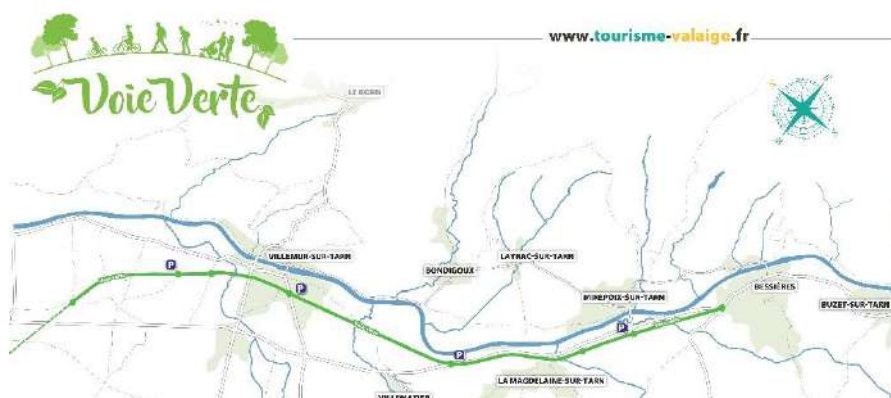 www.tourisme-valaigo.fr
Voie Verte
LE BORN
VILLEMUR-SUR-TARN
P
BONDIGOUX
LAYRAC-SUR-TARN
P
MIREPOIX-SUR-TARN
BESSIÈRES
BUZET-SUR-TARN
P
P
LA MAGDELAINE-SUR-TARN
VILLEMATIER